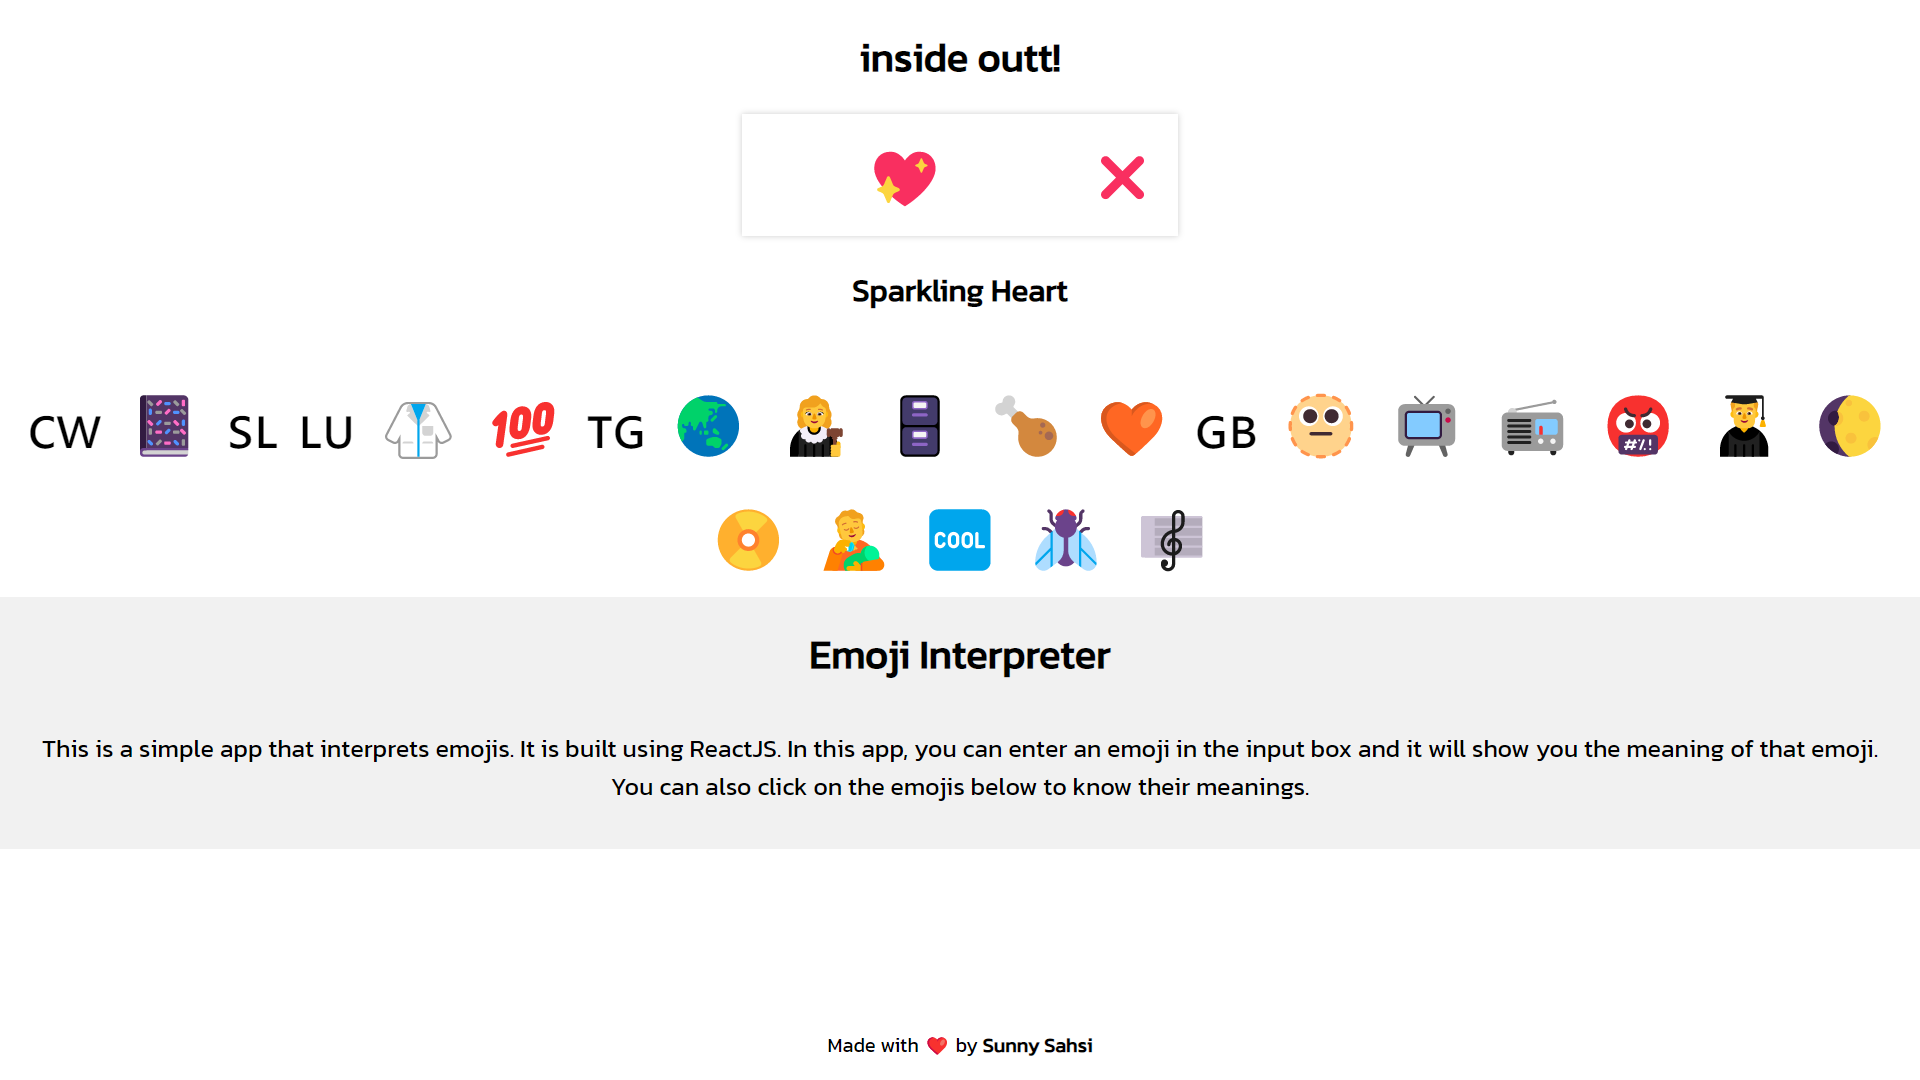 inside outt!
Sparkling Heart
CW SL LU 100 TG GB #%!
COOL
Emoji Interpreter
This is a simple app that interprets emojis. It is built using ReactJS. In this app, you can enter an emoji in the input box and it will show you the meaning of that emoji.
You can also click on the emojis below to know their meanings.
Made with ❤️ by Sunny Sahsi